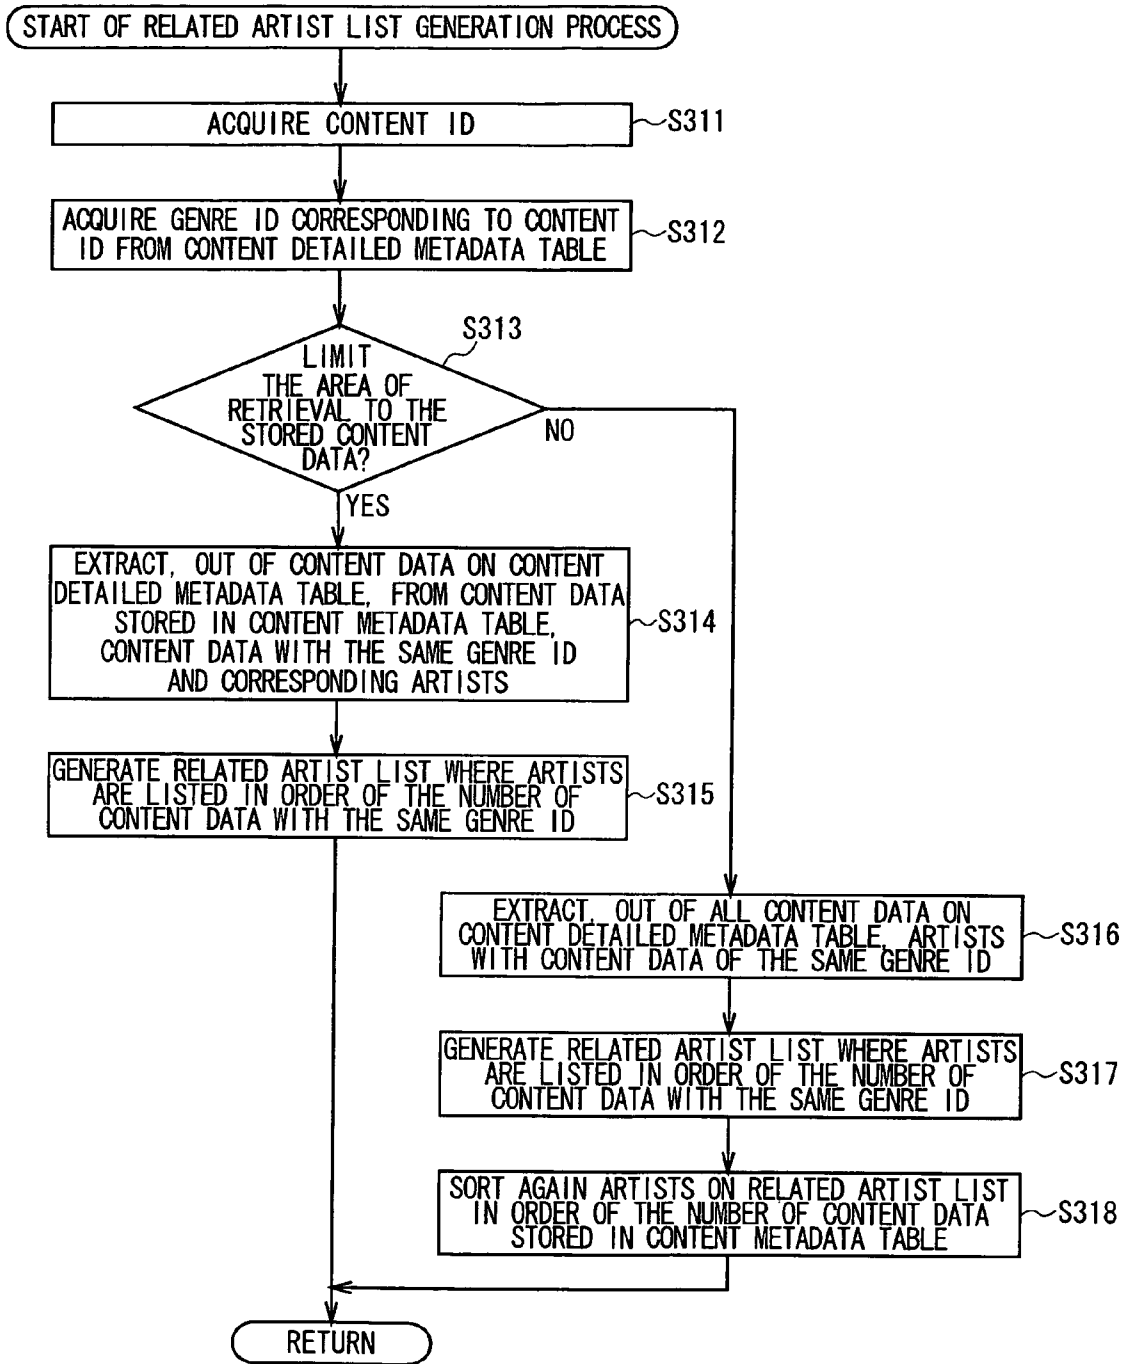 START OF RELATED ARTIST LIST GENERATION PROCESS
ACQUIRE CONTENT ID
S311
ACQUIRE GENRE ID CORRESPONDING TO CONTENT
ID FROM CONTENT DETAILED METADATA TABLE
S312
S313
LIMIT
THE AREA OF
RETRIEVAL TO THE
STORED CONTENT
DATA?
NO
YES
EXTRACT, OUT OF CONTENT DATA ON CONTENT
DETAILED METADATA TABLE, FROM CONTENT DATA
STORED IN CONTENT METADATA TABLE,
CONTENT DATA WITH THE SAME GENRE ID
AND CORRESPONDING ARTISTS
S314
GENERATE RELATED ARTIST LIST WHERE ARTISTS
ARE LISTED IN ORDER OF THE NUMBER OF
CONTENT DATA WITH THE SAME GENRE ID
S315
EXTRACT, OUT OF ALL CONTENT DATA ON
CONTENT DETAILED METADATA TABLE, ARTISTS
WITH CONTENT DATA OF THE SAME GENRE ID
S316
GENERATE RELATED ARTIST LIST WHERE ARTISTS
ARE LISTED IN ORDER OF THE NUMBER OF
CONTENT DATA WITH THE SAME GENRE ID
S317
SORT AGAIN ARTISTS ON RELATED ARTIST LIST
IN ORDER OF THE NUMBER OF CONTENT DATA
STORED IN CONTENT METADATA TABLE
S318
RETURN